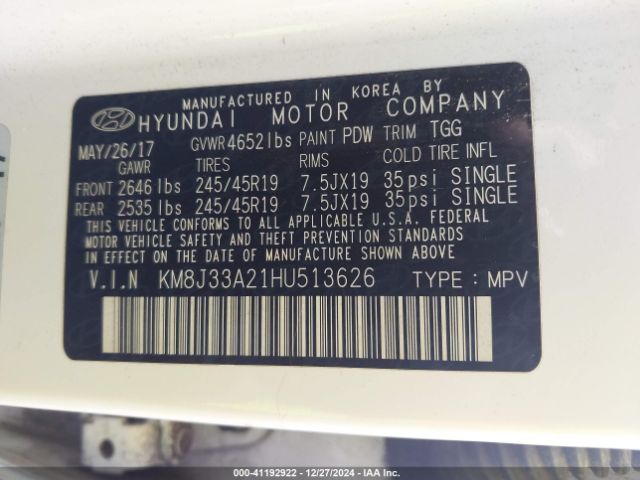 MANUFACTURED IN KOREA BY
HYUNDAI MOTOR COMPANY
MAY/26/17 GVWR 4652lbs PAINT PDW TRIM TGG
GAWR TIRES RIMS COLD TIRE INFL
FRONT 2646 lbs 245/45R19 7.5JX19 35psi SINGLE
REAR 2535 lbs 245/45R19 7.5JX19 35psi SINGLE
THIS VEHICLE CONFORMS TO ALL APPLICABLE U.S.A. FEDERAL
MOTOR VEHICLE SAFETY AND THEFT PREVENTION STANDARDS
IN EFFECT ON THE DATE OF MANUFACTURE SHOWN ABOVE
V.I.N KM8J33A21HU513626 TYPE : MPV
000-41192922 • 12/27/2024 • IAA Inc.